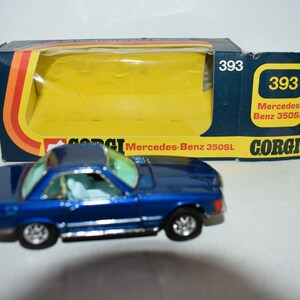 393
CORGI
Mercedes-Benz 350SL
393
Mercedes-
Benz 350SL
CORGI